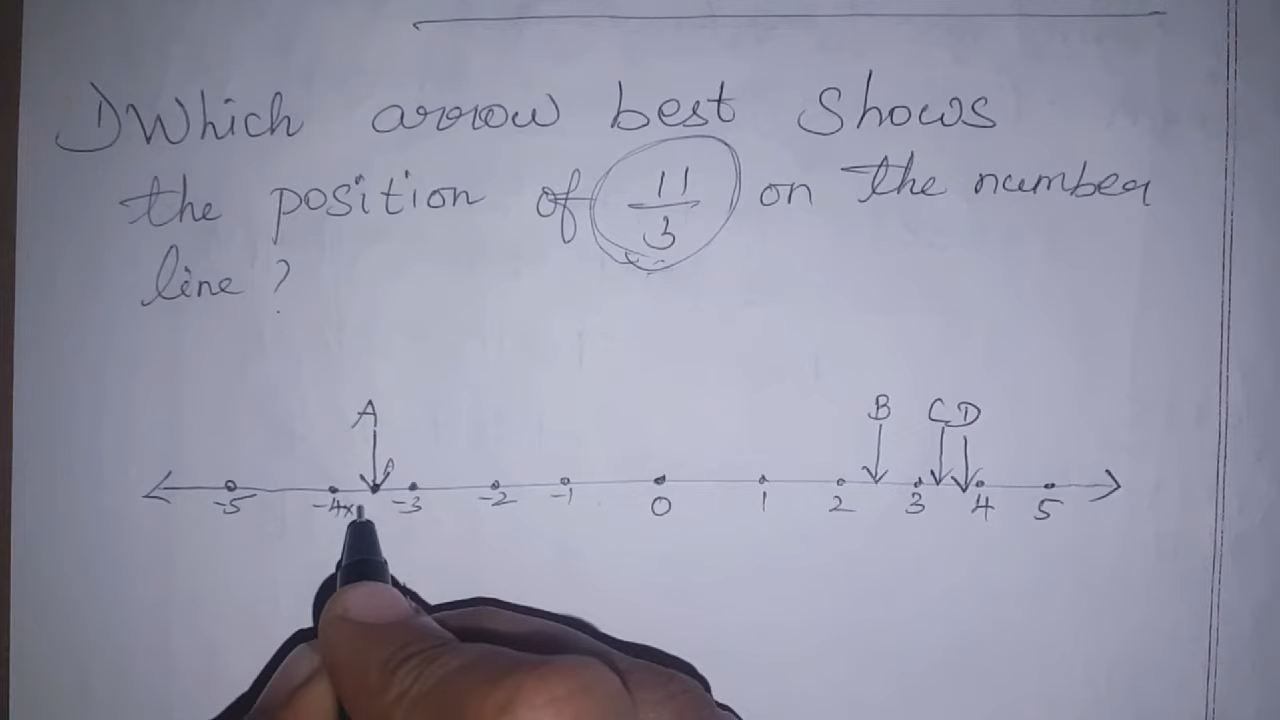 1) Which arrow best shows
the position of 11/3 on the number
line?
A B C D
-5 -4x -3 -2 -1 0 1 2 3 4 5